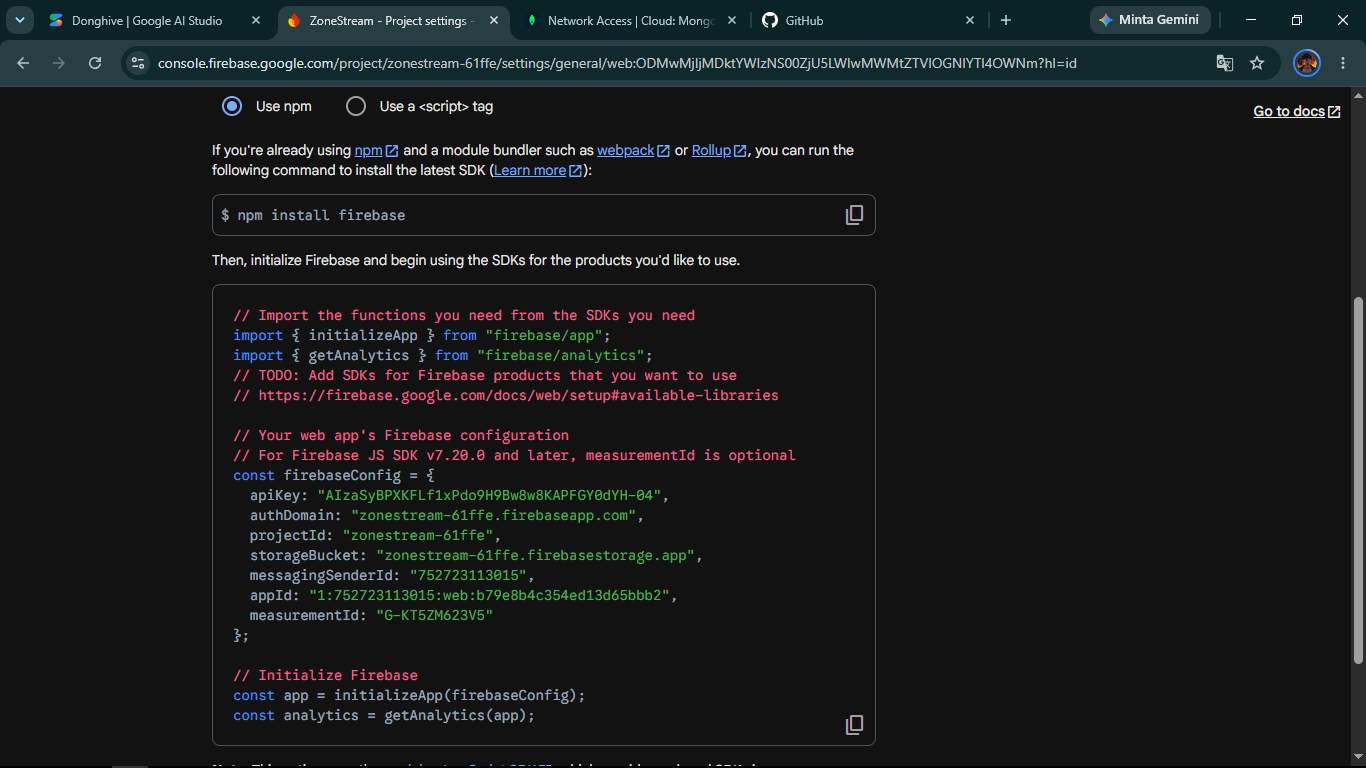 Donghive | Google AI Studio
ZoneStream - Project settings -
Network Access | Cloud: Mongo
GitHub
Minta Gemini
console.firebase.google.com/project/zonestream-61ffe/settings/general/web:ODMwMjljMDktYWIzNS00ZjU5LWIwMWMtZTVlOGNlYTI4OWNm?hl=id
Use npm
Use a <script> tag
Go to docs
If you're already using npm and a module bundler such as webpack or Rollup, you can run the
following command to install the latest SDK (Learn more):
$ npm install firebase
Then, initialize Firebase and begin using the SDKs for the products you'd like to use.
// Import the functions you need from the SDKs you need
import { initializeApp } from "firebase/app";
import { getAnalytics } from "firebase/analytics";
// TODO: Add SDKs for Firebase products that you want to use
// https://firebase.google.com/docs/web/setup#available-libraries
// Your web app's Firebase configuration
// For Firebase JS SDK v7.20.0 and later, measurementId is optional
const firebaseConfig = {
apiKey: "AIzaSyBPXKFLf1xPdo9H9Bw8w8KAPFGY0dYH-04",
authDomain: "zonestream-61ffe.firebaseapp.com",
projectId: "zonestream-61ffe",
storageBucket: "zonestream-61ffe.firebasestorage.app",
messagingSenderId: "752723113015",
appId: "1:752723113015:web:b79e8b4c354ed13d65bbb2",
measurementId: "G-KT5ZM623V5"
};
// Initialize Firebase
const app = initializeApp(firebaseConfig);
const analytics = getAnalytics(app);